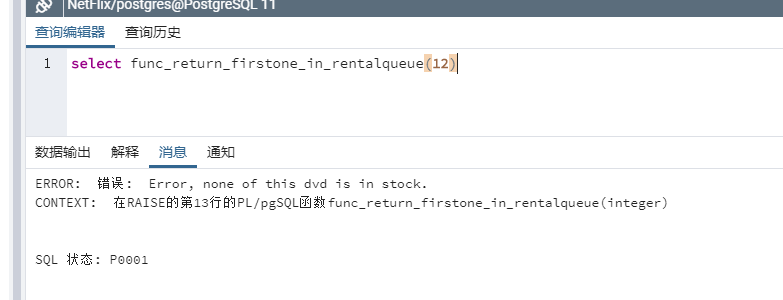 NetFlix/postgres@PostgreSQL 11
查询编辑器 查询历史
1 select func_return_firstone_in_rentalqueue(12)
数据输出 解释 消息 通知
ERROR: 错误: Error, none of this dvd is in stock.
CONTEXT: 在RAISE的第13行的PL/pgSQL函数func_return_firstone_in_rentalqueue(integer)
SQL 状态: P0001